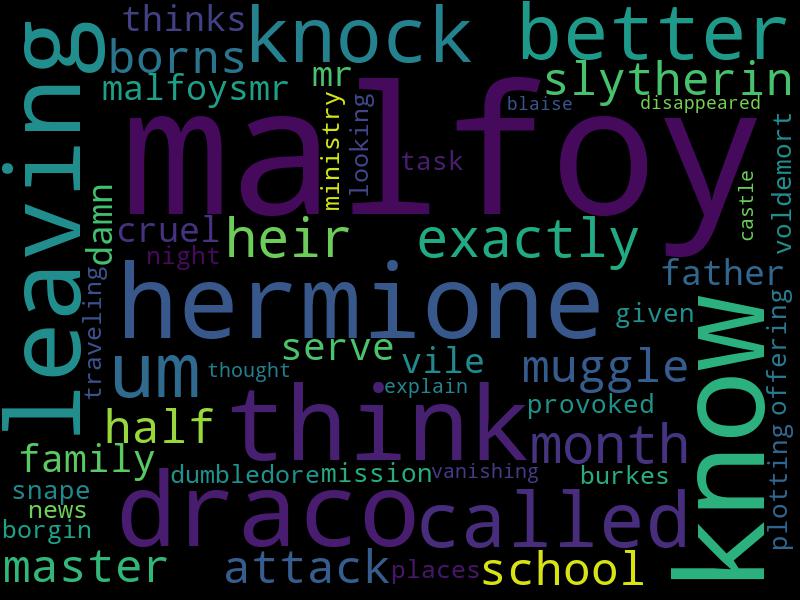 thinks
knock
better
borns
leaving
malfoysmr
mr
slytherin
blaise
disappeared
malfoy
ministry
looking
task
castle
voldemort
damn
cruel
heir
exactly
night
father
traveling
hermione
given
serve
vile
um
thought
explain
muggle
know
offering
half
think
provoked
month
family
dumbledore
mission
vanishing
burkes
plotting
snape
news
draco
called
borgin
master
attack
places
school